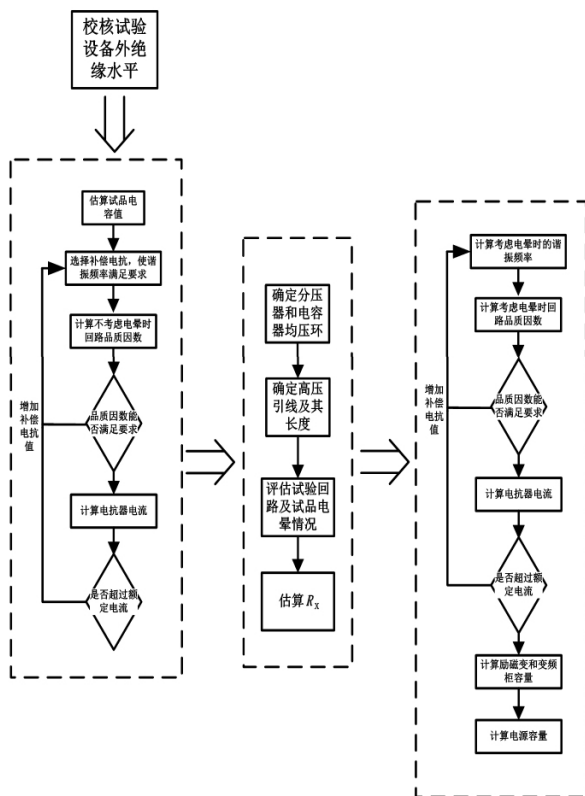 校核试验
设备外绝
缘水平
估算试品电
容值
选择补偿电抗，使谐
振频率满足要求
计算不考虑电晕时
回路品质因数
品质因数能
否满足要求
增加
补偿
电抗
值
计算电抗器电流
是否超过额
定电流
确定分压
器和电容
器均压环
确定高压
引线及其
长度
评估试验回
路及试品电
晕情况
估算 Rx
计算考虑电晕时的谐
振频率
计算考虑电晕时回
路品质因数
品质因数能
否满足要求
增加
补偿
电抗
值
计算电抗器电流
是否超过额
定电流
计算励磁变和变频
柜容量
计算电源容量